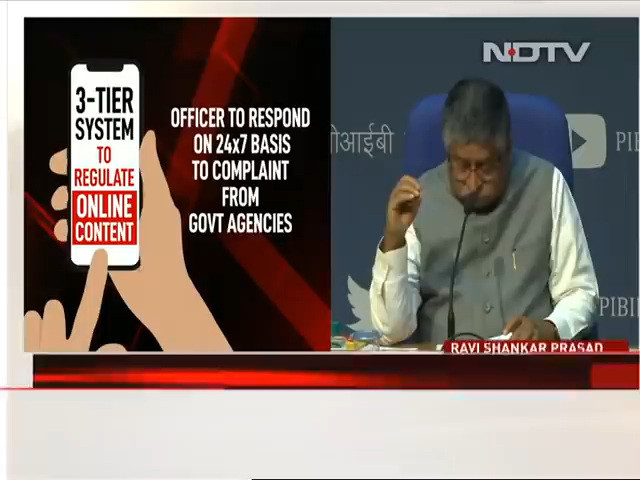 3-TIER
SYSTEM
TO
REGULATE
ONLINE
CONTENT
OFFICER TO RESPOND
ON 24x7 BASIS
TO COMPLAINT
FROM
GOVT AGENCIES
NDTV
आईबी
PIB
PIBI
RAVI SHANKAR PRASAD